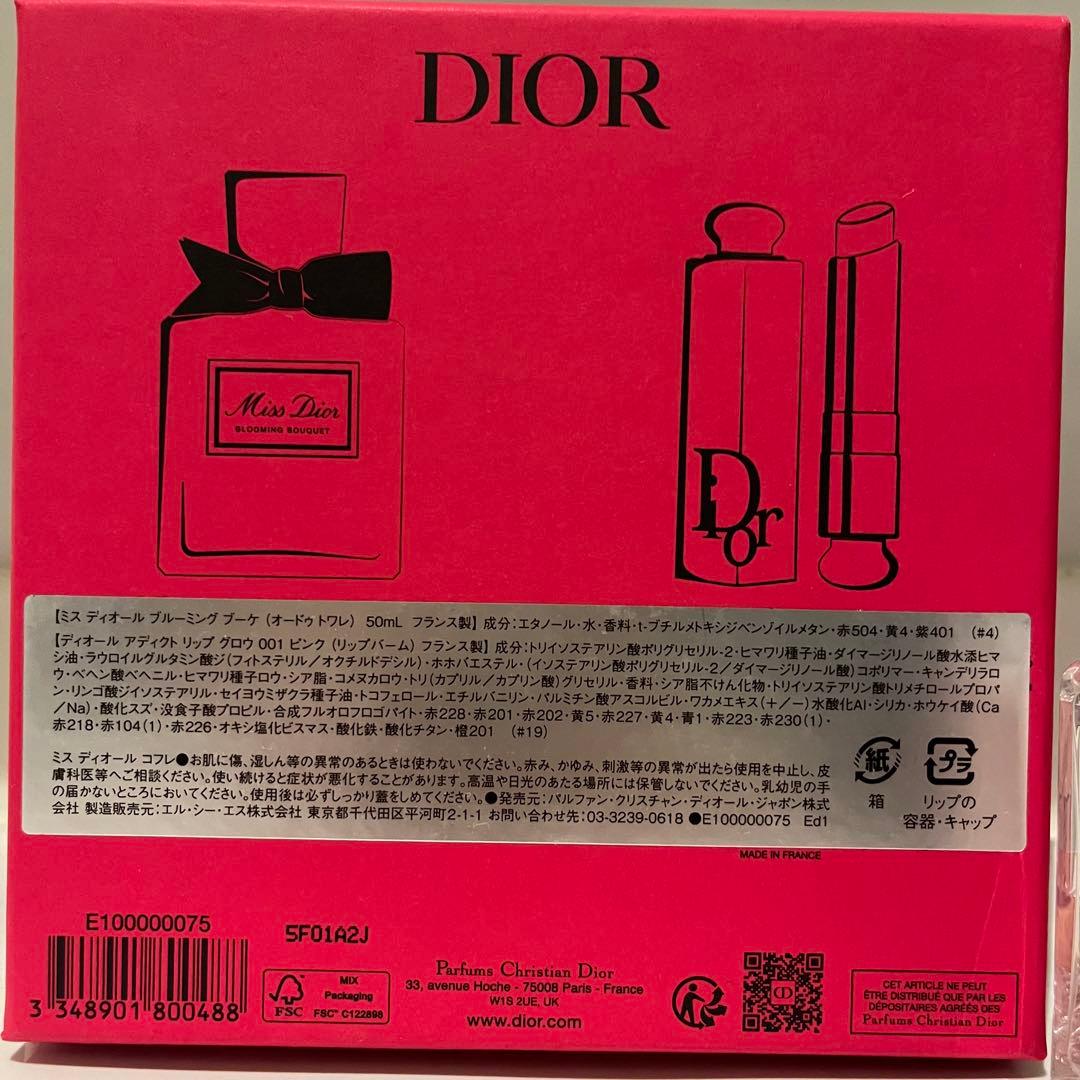 DIOR
Miss Dior
BLOOMING BOUQUET
Dior
【ミス ディオール ブルーミング ブーケ (オードゥ トワレ) 50mL フランス製】 成分:エタノール・水・香料・t-ブチルメトキシジベンゾイルメタン・赤504・黄4・紫401 (#4)
【ディオール アディクト リップ グロウ 001 ピンク (リップバーム) フランス製】 成分:トリイソステアリン酸ポリグリセリル-2・ヒマワリ種子油・ダイマージリノール酸水添ヒマ
シ油・ラウロイルグルタミン酸ジ(フィトステリル/オクチルドデシル)・ホホバエステル・(イソステアリン酸ポリグリセリル-2/ダイマージリノール酸)コポリマー・キャンデリラロ
ウ・ベヘン酸ベヘニル・ヒマワリ種子ロウ・シア脂・コメヌカロウ・トリ(カプリル/カプリン酸)グリセリル・香料・シア脂不けん化物・トリイソステアリン酸トリメチロールプロパ
ン・リンゴ酸ジイソステアリル・セイヨウミザクラ種子油・トコフェロール・エチルバニリン・パルミチン酸アスコルビル・ワカメエキス(+/-)水酸化Al・シリカ・ホウケイ酸(Ca
/Na)・酸化スズ・没食子酸プロピル・合成フルオロフロゴパイト・赤228・赤201・赤202・黄5・赤227・黄4・青1・赤223・赤230(1)・
赤218・赤104(1)・赤226・オキシ塩化ビスマス・酸化鉄・酸化チタン・橙201 (#19)
ミス ディオール コフレ●お肌に傷、湿しん等の異常のあるときは使わないでください。赤み、かゆみ、刺激等の異常が出たら使用を中止し、皮
膚科医等へご相談ください。使い続けると症状が悪化することがあります。高温や日光のあたる場所には保管しないでください。乳幼児の手
の届かないところにおいてください。使用後は必ずしっかり蓋をしめてください。●発売元:パルファン・クリスチャン・ディオール・ジャポン株式
会社 製造販売元:エル・シー・エス株式会社 東京都千代田区平河町2-1-1 お問い合わせ先:03-3239-0618 ●E100000075 Ed1
紙
箱
プラ
リップの
容器・キャップ
MADE IN FRANCE
E100000075
5F01A2J
3 348901 800488
FSC
MIX
Packaging
FSC™ C122898
Parfums Christian Dior
33, avenue Hoche - 75008 Paris - France
W1S 2UE, UK
www.dior.com
CD
CET ARTICLE NE PEUT
ÊTRE DISTRIBUÉ QUE PAR LES
DÉPOSITAIRES AGRÉÉS DES
Parfums Christian Dior